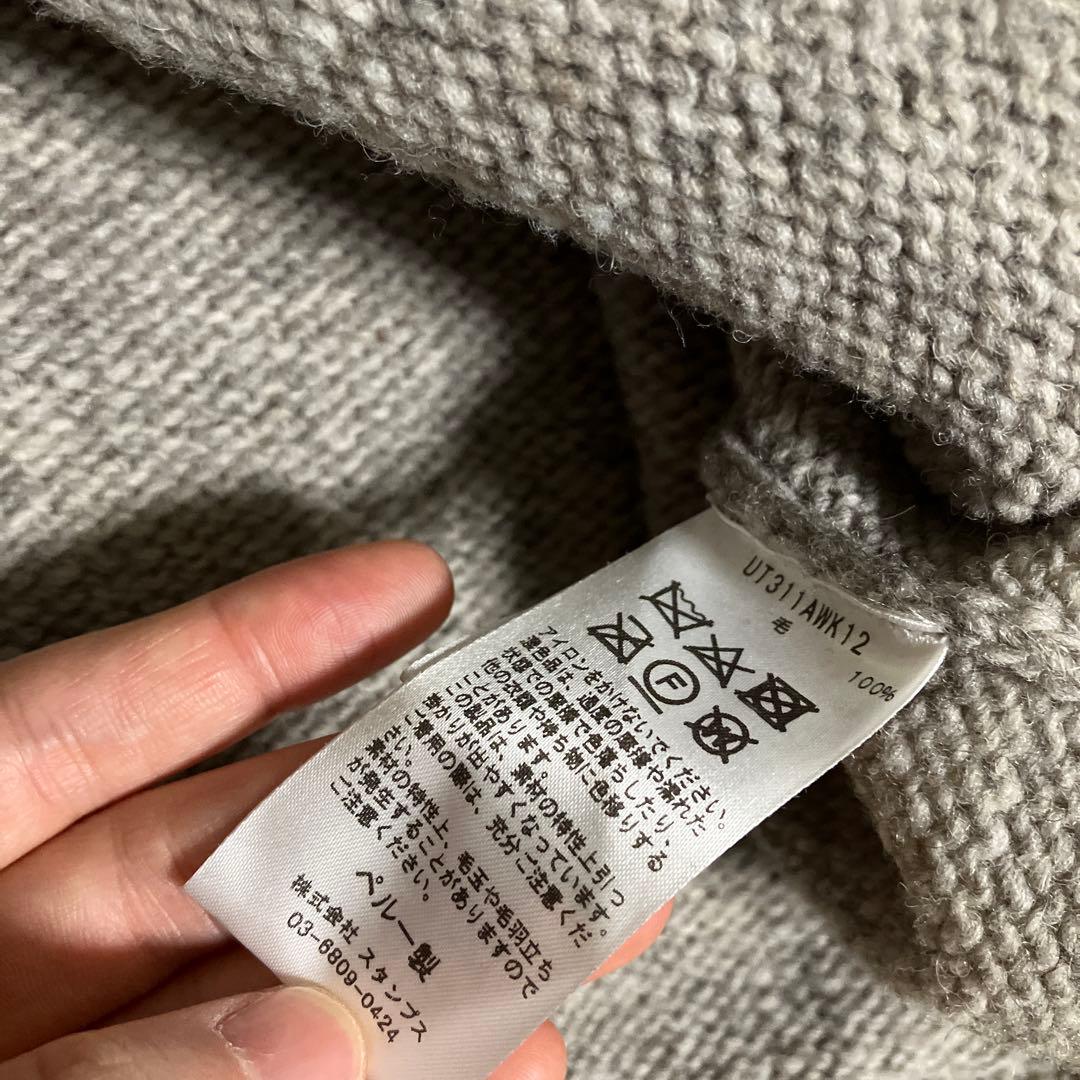 UT311AWK12
毛 100%
F
アイロンをかけないでください。
濃色品は、過度の摩擦や濡れた
状態での摩擦で色落ちしたり、
他の衣類や持ち物に色移りする
ことがあります。素材の特性上引っ
この製品は、
掛かりが出やすくなっています。
ご着用の際は、充分ご注意くだ
さい。
素材の特性上、毛玉や毛羽立ち
が発生することがありますので
ご注意ください。
ペルー製
株式会社 スタンプス
03-6809-0424